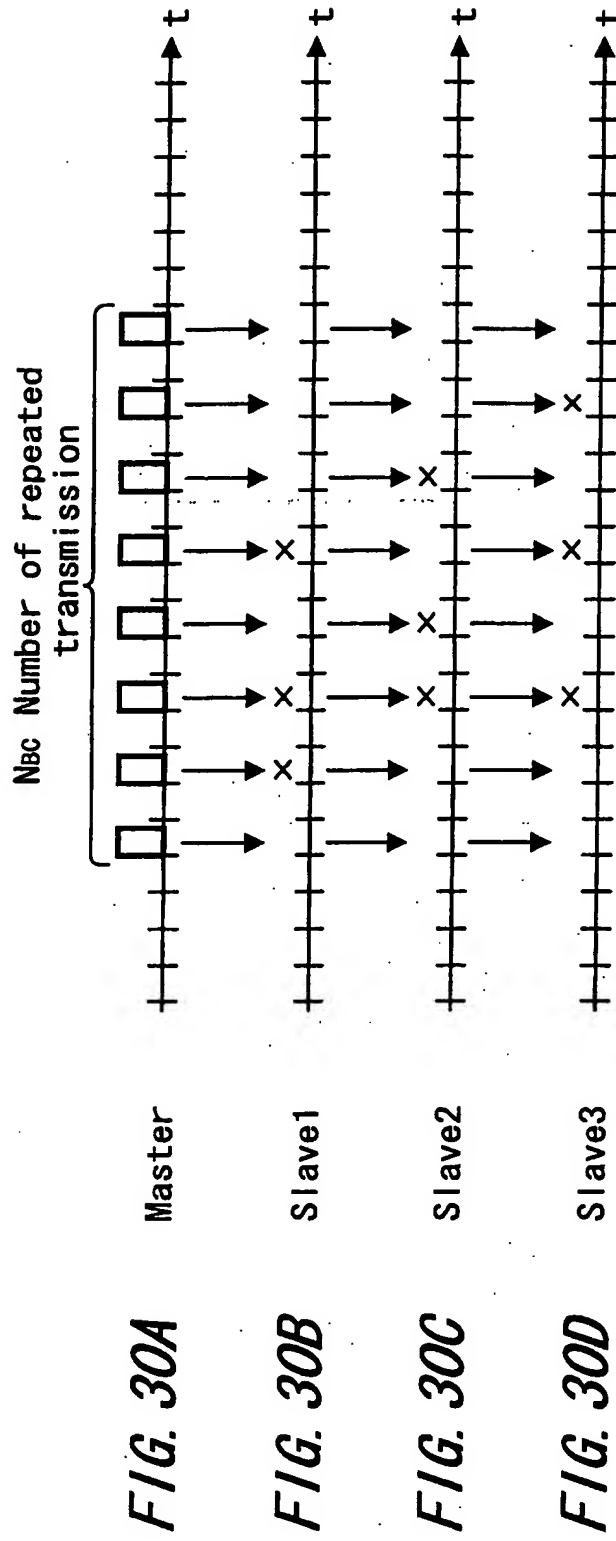 NBC Number of repeated
transmission
FIG. 30A Master t
FIG. 30B Slave1 t
FIG. 30C Slave2 t
FIG. 30D Slave3 t